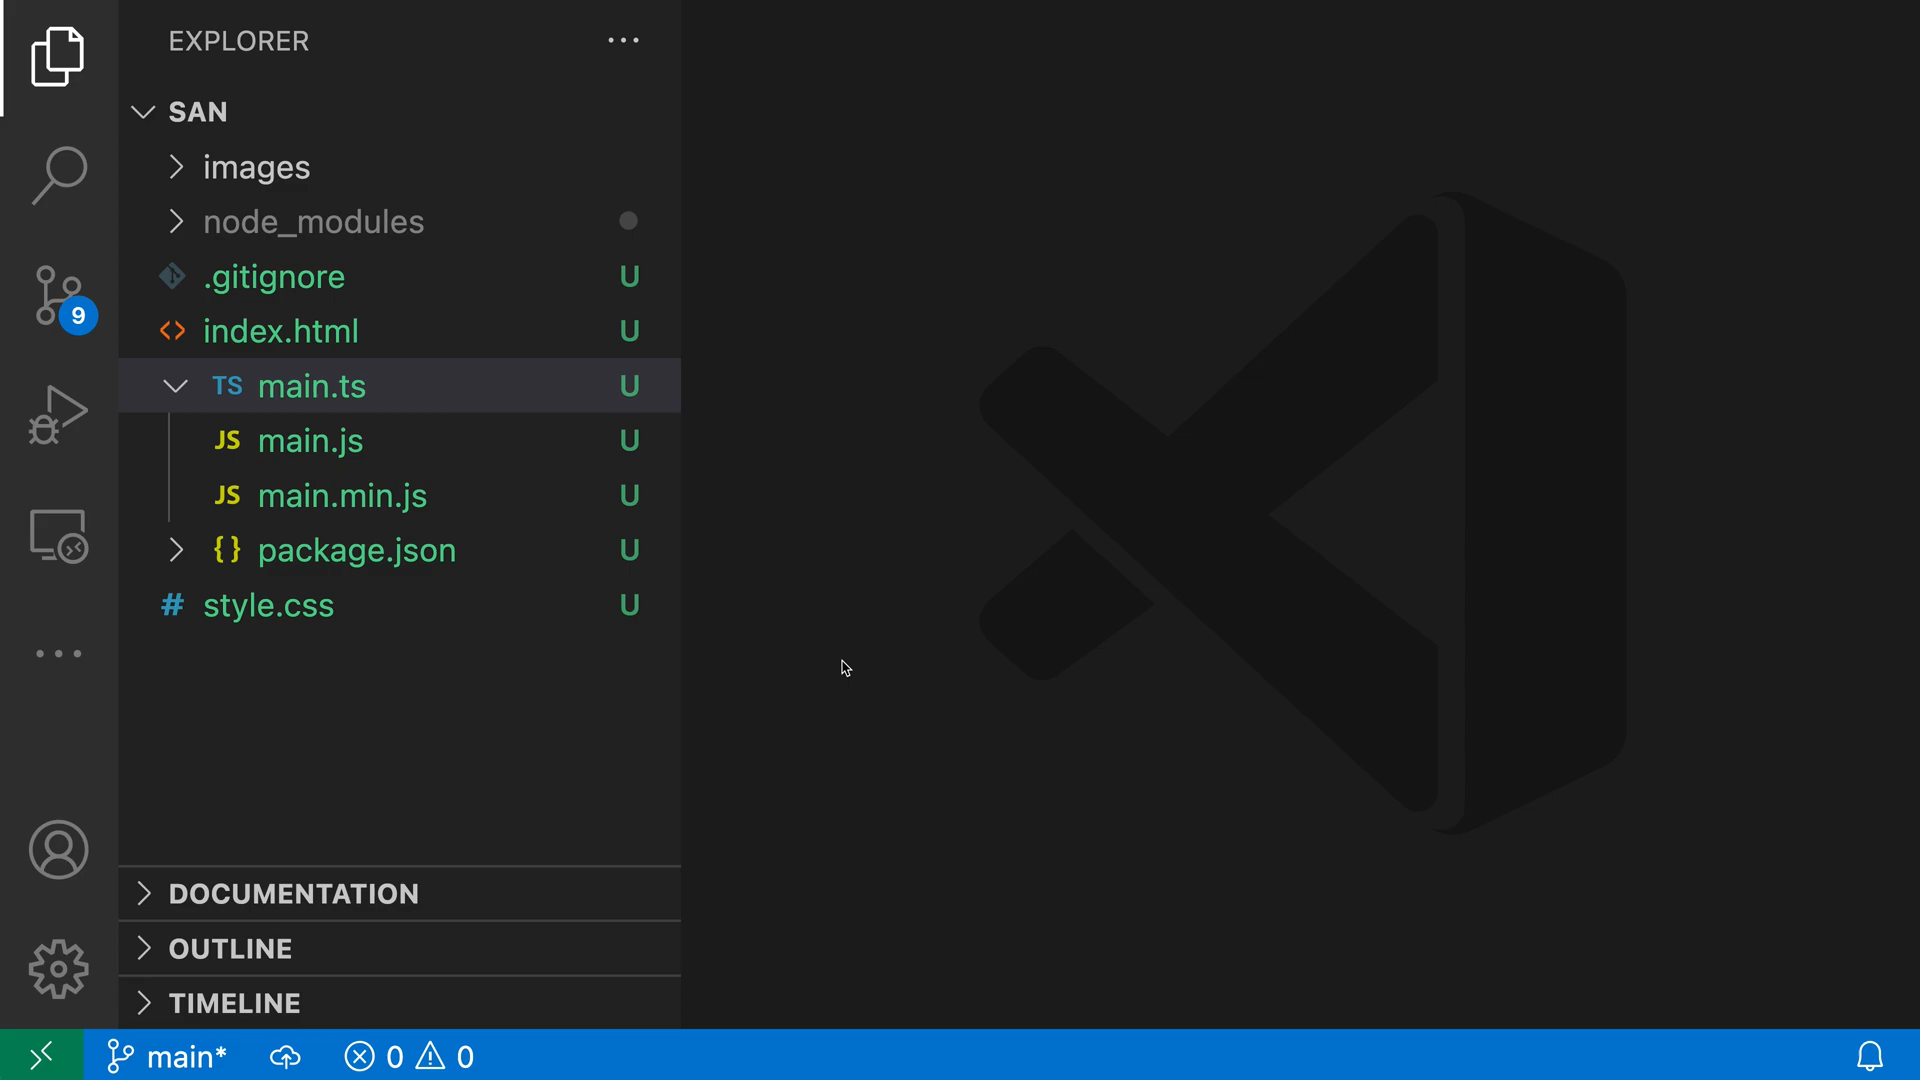 EXPLORER
SAN
images
node_modules
.gitignore U
index.html U
TS main.ts U
JS main.js U
JS main.min.js U
{} package.json U
# style.css U
9
DOCUMENTATION
OUTLINE
TIMELINE
main* 0 0